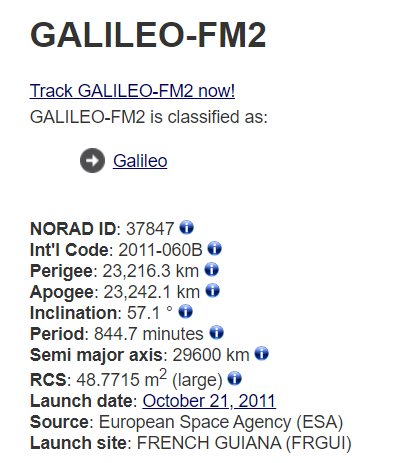 GALILEO-FM2
Track GALILEO-FM2 now!
GALILEO-FM2 is classified as:
Galileo
NORAD ID: 37847
Int'l Code: 2011-060B
Perigee: 23,216.3 km
Apogee: 23,242.1 km
Inclination: 57.1 °
Period: 844.7 minutes
Semi major axis: 29600 km
RCS: 48.7715 m2 (large)
Launch date: October 21, 2011
Source: European Space Agency (ESA)
Launch site: FRENCH GUIANA (FRGUI)